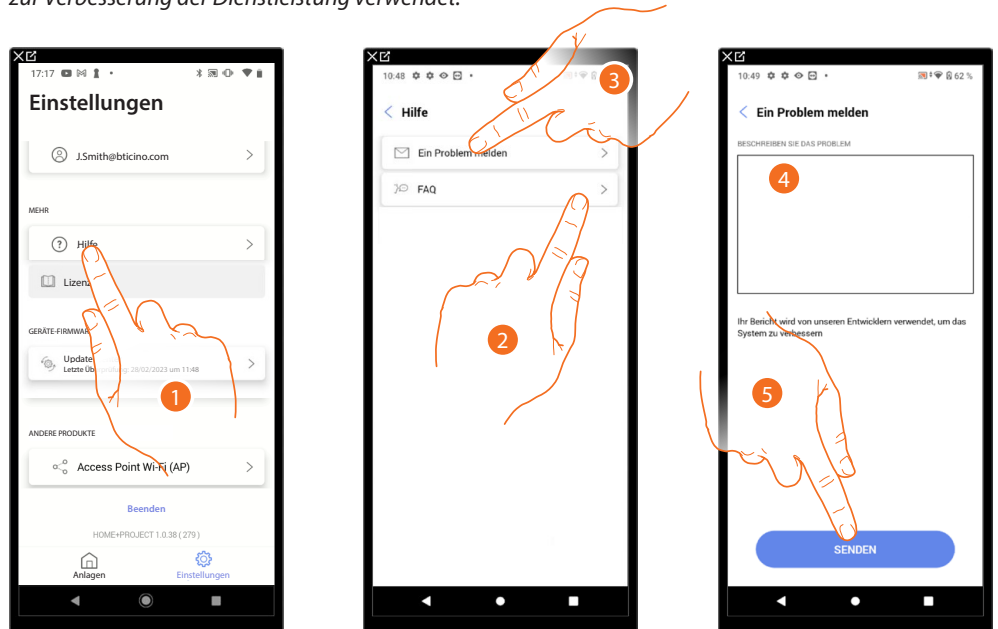 zur Verbesserung der Dienstleistung verwendet.
17:17
Einstellungen
J.Smith@bticino.com
MEHR
Hilfe
Lizenz
GERÄTE-FIRMWAR
Update
Letzte Überprüfung: 28/02/2023 um 11:48
1
ANDERE PRODUKTE
Access Point Wi-Fi (AP)
Beenden
HOME+PROJECT 1.0.38 ( 279 )
Anlagen
Einstellungen
10:48
3
Hilfe
Ein Problem melden
FAQ
2
10:49
62 %
Ein Problem melden
BESCHREIBEN SIE DAS PROBLEM
4
Ihr Bericht wird von unseren Entwicklern verwendet, um das
System zu verbessern
5
SENDEN